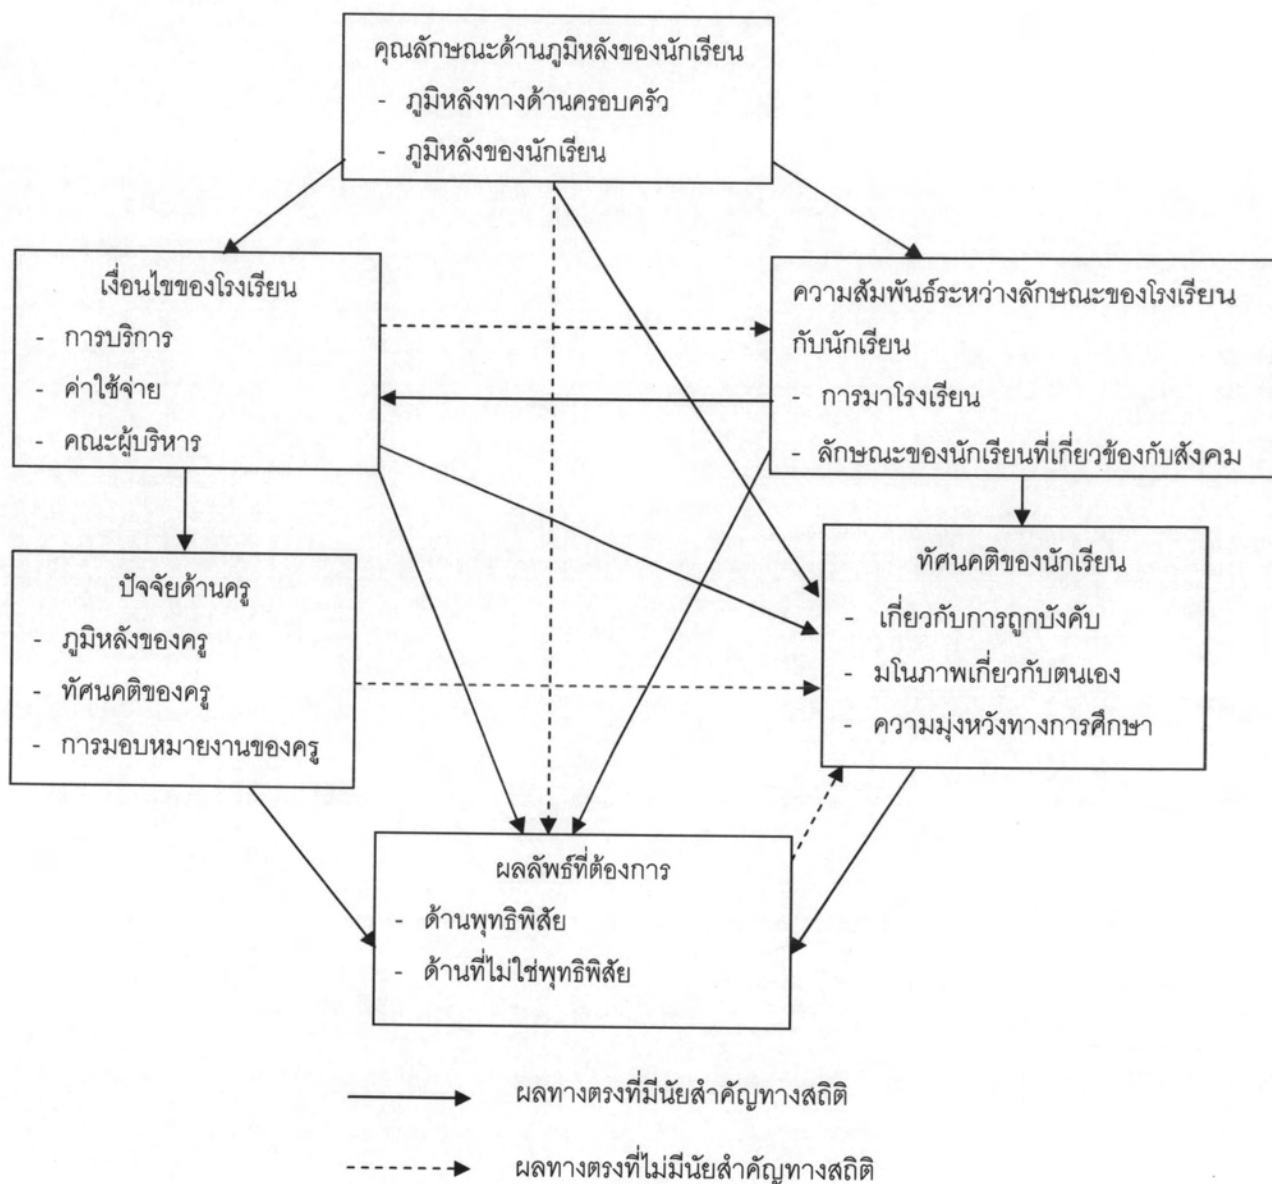 คุณลักษณะด้านภูมิหลังของนักเรียน
- ภูมิหลังทางด้านครอบครัว
- ภูมิหลังของนักเรียน
เงื่อนไขของโรงเรียน
- การบริการ
- ค่าใช้จ่าย
- คณะผู้บริหาร
ความสัมพันธ์ระหว่างลักษณะของโรงเรียน
กับนักเรียน
- การมาโรงเรียน
- ลักษณะของนักเรียนที่เกี่ยวข้องกับสังคม
ปัจจัยด้านครู
- ภูมิหลังของครู
- ทัศนคติของครู
- การมอบหมายงานของครู
ทัศนคติของนักเรียน
- เกี่ยวกับการถูกบังคับ
- มโนภาพเกี่ยวกับตนเอง
- ความมุ่งหวังทางการศึกษา
ผลลัพธ์ที่ต้องการ
- ด้านพุทธิพิสัย
- ด้านที่ไม่ใช่พุทธิพิสัย
ผลทางตรงที่มีนัยสำคัญทางสถิติ
ผลทางตรงที่ไม่มีนัยสำคัญทางสถิติ